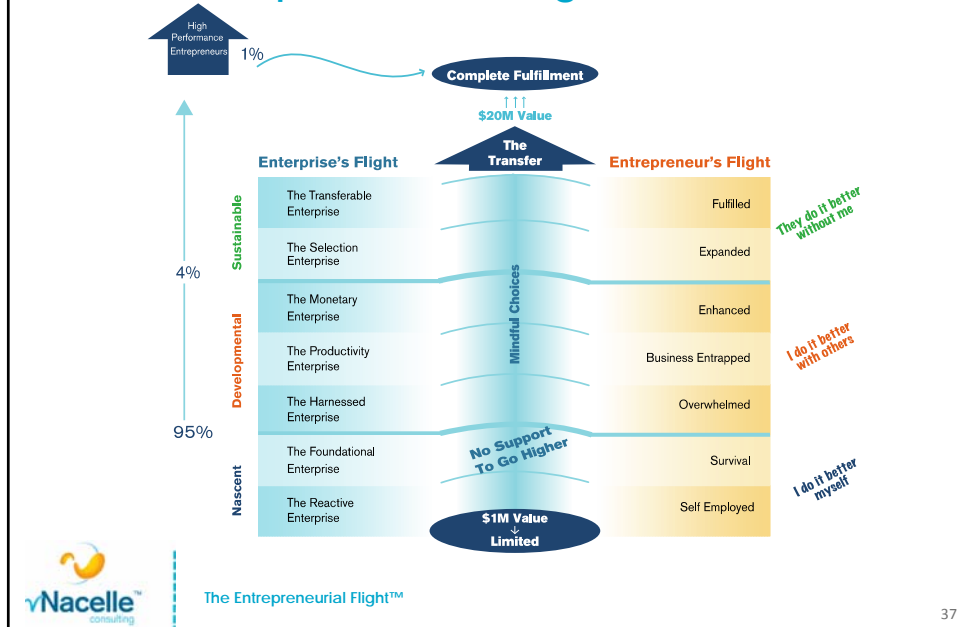 High
Performance
Entrepreneurs
1%
Complete Fulfillment
$20M Value
The
Transfer
Enterprise's Flight
Entrepreneur's Flight
Sustainable
The Transferable
Enterprise
Fulfilled
They do it better
without me
The Selection
Enterprise
Expanded
4%
Mindful Choices
Developmental
The Monetary
Enterprise
Enhanced
The Productivity
Enterprise
Business Entrapped
I do it better
with others
The Harnessed
Enterprise
Overwhelmed
95%
No Support
To Go Higher
Nascent
The Foundational
Enterprise
Survival
I do it better
myself
The Reactive
Enterprise
Self Employed
$1M Value
↓
Limited
vNacelle™
consulting
The Entrepreneurial Flight™
37